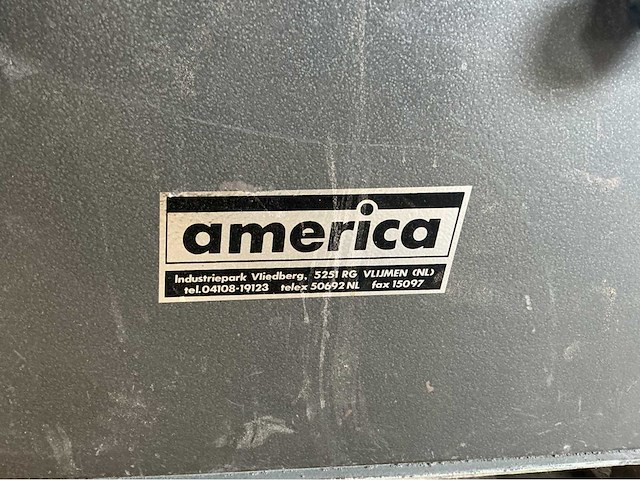 america
Industriepark Vliedberg, 5251 RG VLIJMEN (NL)
tel.04108-19123 telex 50692 NL fax 15097